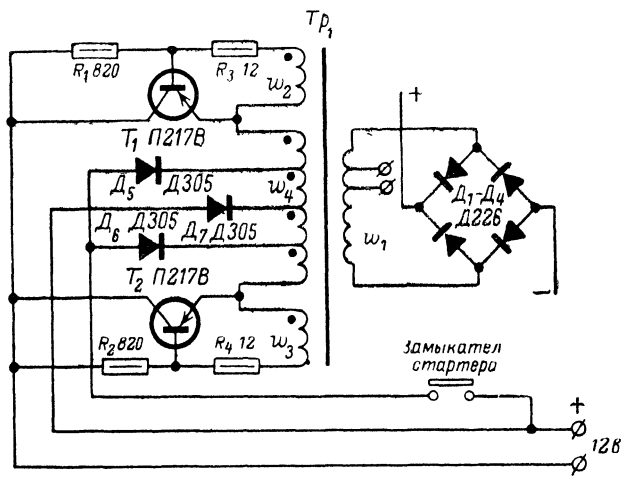 Тр₁
R₁ 820
R₃ 12
w₂
T₁ П217В
Д₅ Д305
w₄
Д₆ Д305
Д₇ Д305
T₂ П217В
R₂ 820
R₄ 12
w₃
w₁
+
Д₁-Д₄
Д226
—
Замыкател
стартера
+
12в